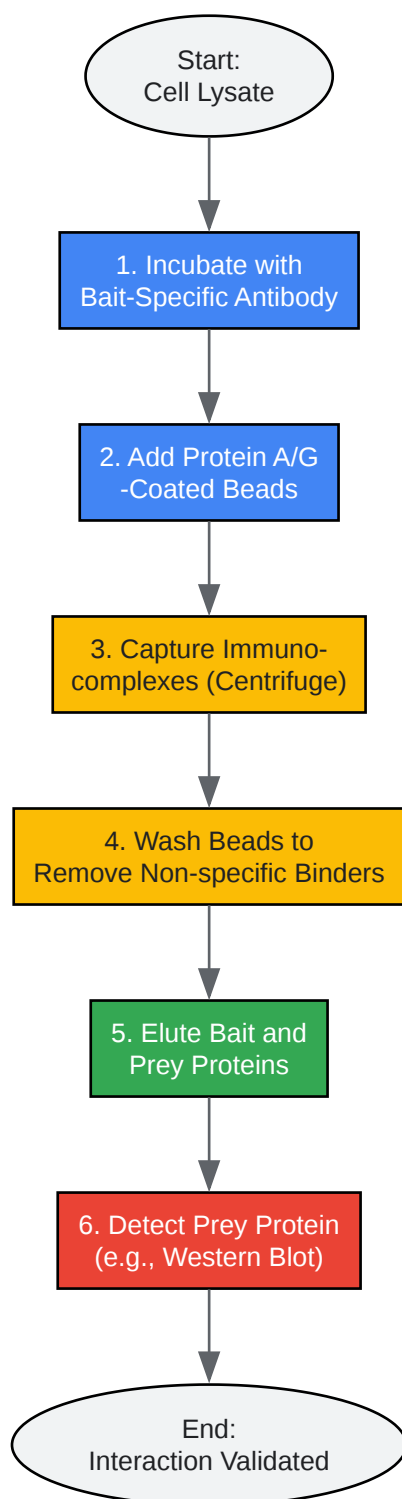 Start:
Cell Lysate
1. Incubate with
Bait-Specific Antibody
2. Add Protein A/G
-Coated Beads
3. Capture Immuno-
complexes (Centrifuge)
4. Wash Beads to
Remove Non-specific Binders
5. Elute Bait and
Prey Proteins
6. Detect Prey Protein
(e.g., Western Blot)
End:
Interaction Validated